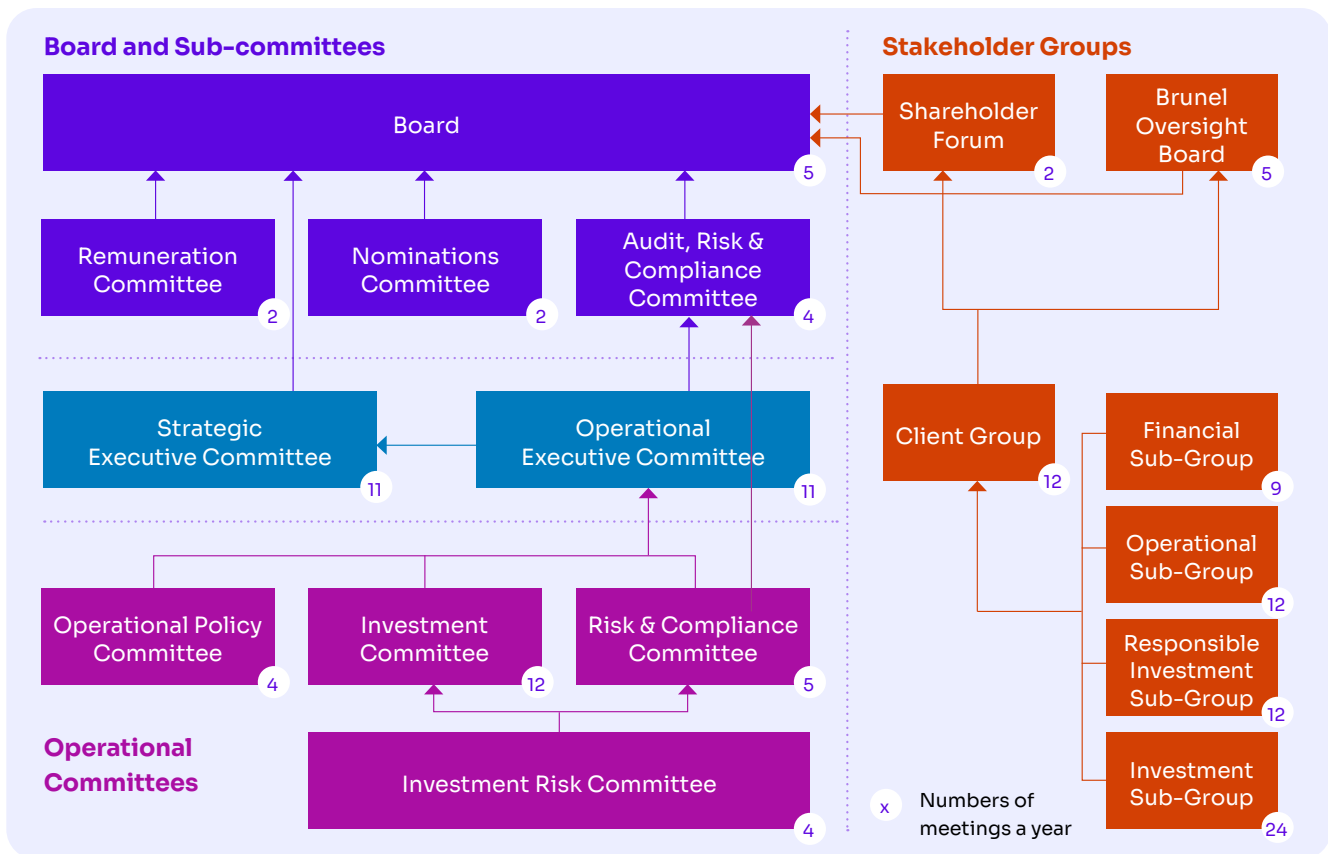 Board and Sub-committees
Board
5
Remuneration
Committee
2
Nominations
Committee
2
Audit, Risk &
Compliance
Committee
4
Strategic
Executive Committee
11
Operational
Executive Committee
11
Operational Policy
Committee
4
Investment
Committee
12
Risk & Compliance
Committee
5
Operational
Committees
Investment Risk Committee
4
Stakeholder Groups
Shareholder
Forum
2
Brunel
Oversight
Board
5
Client Group
12
Financial
Sub-Group
9
Operational
Sub-Group
12
Responsible
Investment
Sub-Group
12
Investment
Sub-Group
24
x
Numbers of
meetings a year